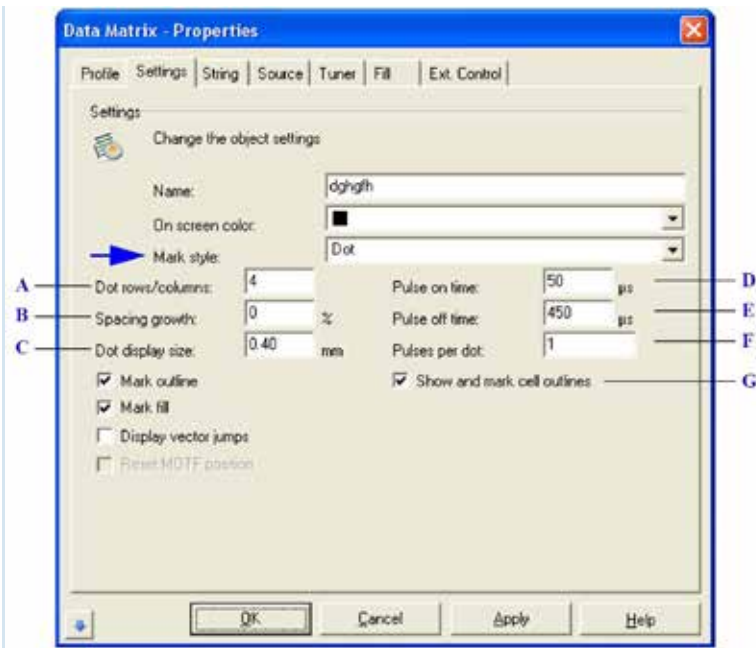 Data Matrix - Properties
Profile Settings String Source Tuner Fill Ext. Control
Settings
Change the object settings
Name: dghgfh
On screen color:
Mark style: Dot
A Dot rows/columns: 4 Pulse on time: 50 µs D
B Spacing growth: 0 % Pulse off time: 450 µs E
C Dot display size: 0.40 mm Pulses per dot: 1 F
Mark outline Show and mark cell outlines G
Mark fill
Display vector jumps
Reset MOTF position
OK Cancel Apply Help